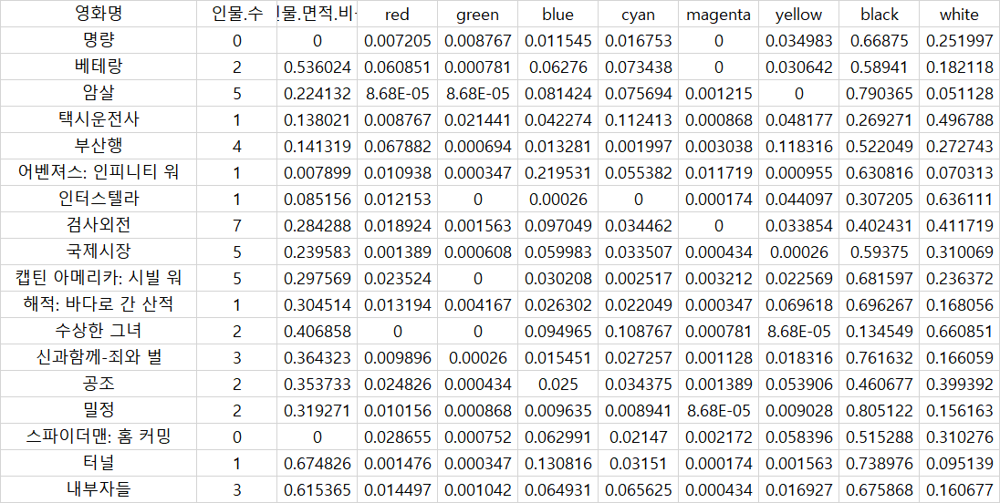 영화명 인물.수 인물.면적.비 red green blue cyan magenta yellow black white
명량 0 0 0.007205 0.008767 0.011545 0.016753 0 0.034983 0.66875 0.251997
베테랑 2 0.536024 0.060851 0.000781 0.06276 0.073438 0 0.030642 0.58941 0.182118
암살 5 0.224132 8.68E-05 8.68E-05 0.081424 0.075694 0.001215 0 0.790365 0.051128
택시운전사 1 0.138021 0.008767 0.021441 0.042274 0.112413 0.000868 0.048177 0.269271 0.496788
부산행 4 0.141319 0.067882 0.000694 0.013281 0.001997 0.003038 0.118316 0.522049 0.272743
어벤져스: 인피니티 워 1 0.007899 0.010938 0.000347 0.219531 0.055382 0.011719 0.000955 0.630816 0.070313
인터스텔라 1 0.085156 0.012153 0 0.00026 0 0.000174 0.044097 0.307205 0.636111
검사외전 7 0.284288 0.018924 0.001563 0.097049 0.034462 0 0.033854 0.402431 0.411719
국제시장 5 0.239583 0.001389 0.000608 0.059983 0.033507 0.000434 0.00026 0.59375 0.310069
캡틴 아메리카: 시빌 워 5 0.297569 0.023524 0 0.030208 0.002517 0.003212 0.022569 0.681597 0.236372
해적: 바다로 간 산적 1 0.304514 0.013194 0.004167 0.026302 0.022049 0.000347 0.069618 0.696267 0.168056
수상한 그녀 2 0.406858 0 0 0.094965 0.108767 0.000781 8.68E-05 0.134549 0.660851
신과함께-죄와 벌 3 0.364323 0.009896 0.00026 0.015451 0.027257 0.001128 0.018316 0.761632 0.166059
공조 2 0.353733 0.024826 0.000434 0.025 0.034375 0.001389 0.053906 0.460677 0.399392
밀정 2 0.319271 0.010156 0.000868 0.009635 0.008941 8.68E-05 0.009028 0.805122 0.156163
스파이더맨: 홈 커밍 0 0 0.028655 0.000752 0.062991 0.02147 0.002172 0.058396 0.515288 0.310276
터널 1 0.674826 0.001476 0.000347 0.130816 0.03151 0.000174 0.001563 0.738976 0.095139
내부자들 3 0.615365 0.014497 0.001042 0.064931 0.065625 0.000434 0.016927 0.675868 0.160677